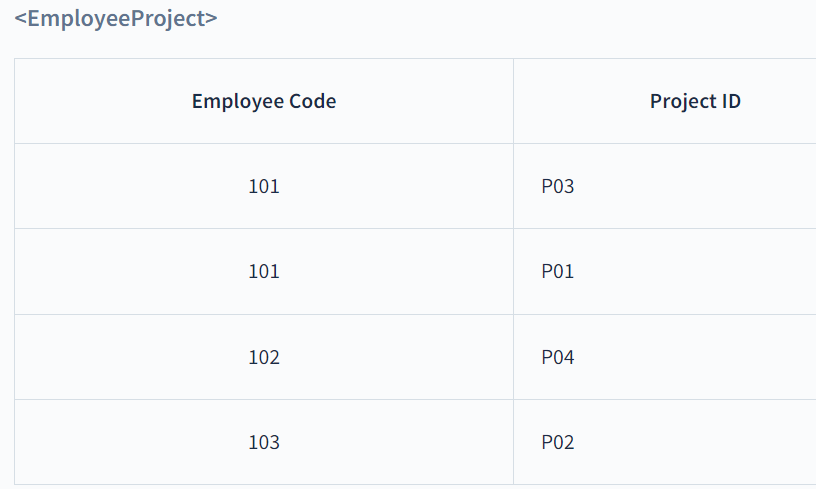 <EmployeeProject>
Employee Code Project ID
101 P03
101 P01
102 P04
103 P02